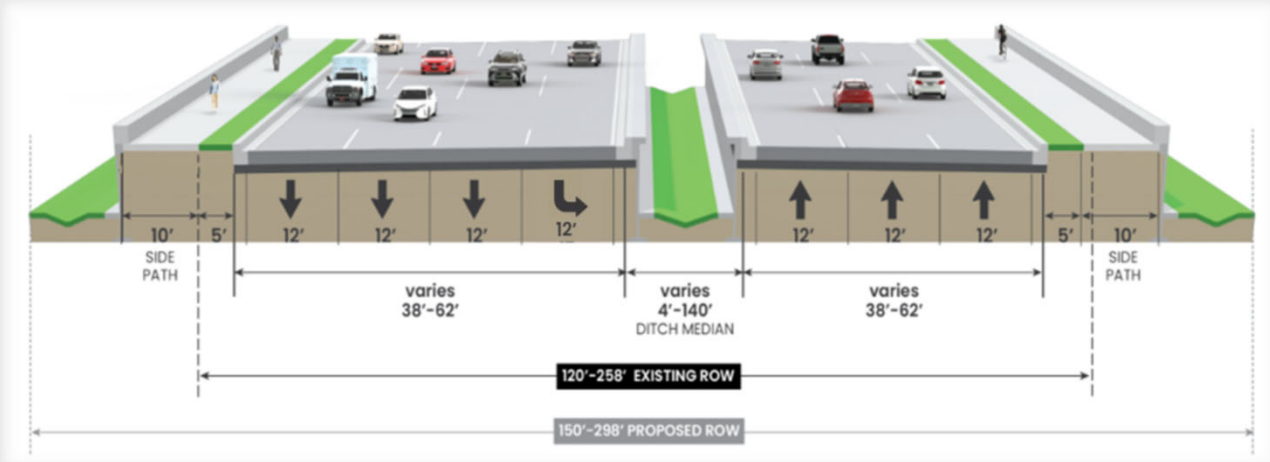 10' 5' 12' 12' 12' 12' 12' 12' 12' 5' 10'
SIDE
PATH
SIDE
PATH
varies
38'-62'
varies
4'-140'
DITCH MEDIAN
varies
38'-62'
120'-258' EXISTING ROW
150'-298' PROPOSED ROW